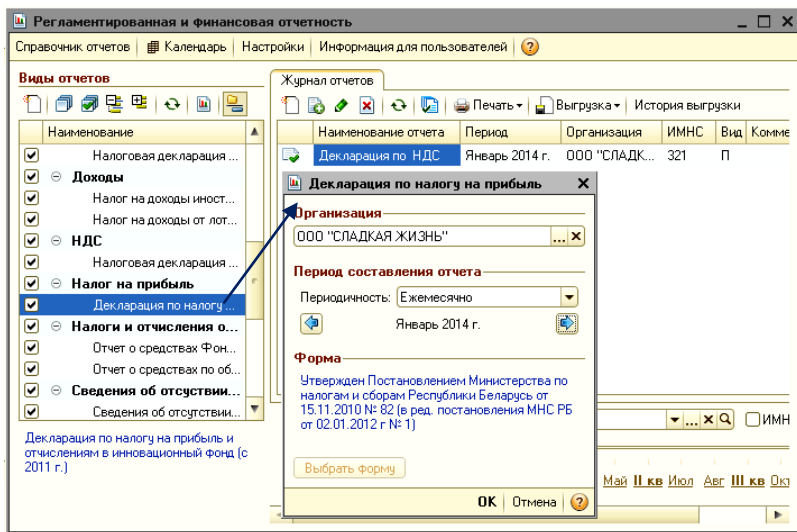 Регламентированная и финансовая отчетность
Справочник отчетов Календарь Настройки Информация для пользователей
Виды отчетов
Наименование
Налоговая декларация ...
Доходы
Налог на доходы иност...
Налог на доходы от лот...
НДС
Налоговая декларация ...
Налог на прибыль
Декларация по налогу ...
Налоги и отчисления о...
Отчет о средствах Фон...
Отчет о средствах по об...
Сведения об отсуствии...
Сведения об отсутствии...
Декларация по налогу на прибыль и
отчислениям в инновационный фонд (с
2011 г.)
Журнал отчетов
Печать Выгрузка История выгрузки
Наименование отчета Период Организация ИМНС Вид Комме
Декларация по НДС Январь 2014 г. ООО "СЛАДК... 321 П
Декларация по налогу на прибыль
Организация
ООО "СЛАДКАЯ ЖИЗНЬ"
Период составления отчета
Периодичность: Ежемесячно
Январь 2014 г.
Форма
Утвержден Постановлением Министерства по
налогам и сборам Республики Беларусь от
15.11.2010 № 82 (в ред. постановления МНС РБ
от 02.01.2012 г № 1)
Выбрать форму
OK Отмена
ИМН
Май II кв Июл Авг III кв Окт